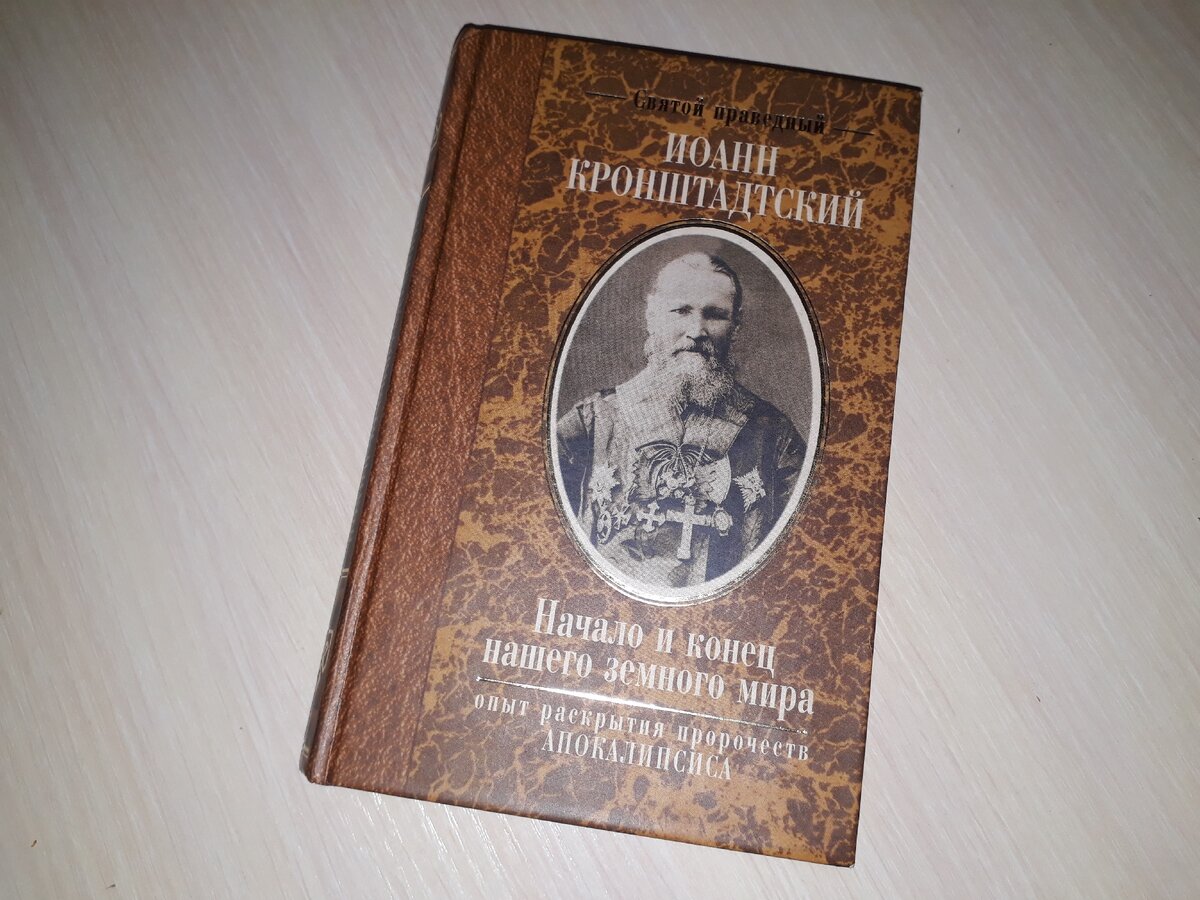 Святой праведный
ИОАНН
КРОНШТАДТСКИЙ
Начало и конец
нашего земного мира
опыт раскрытия пророчеств
АПОКАЛИПСИСА